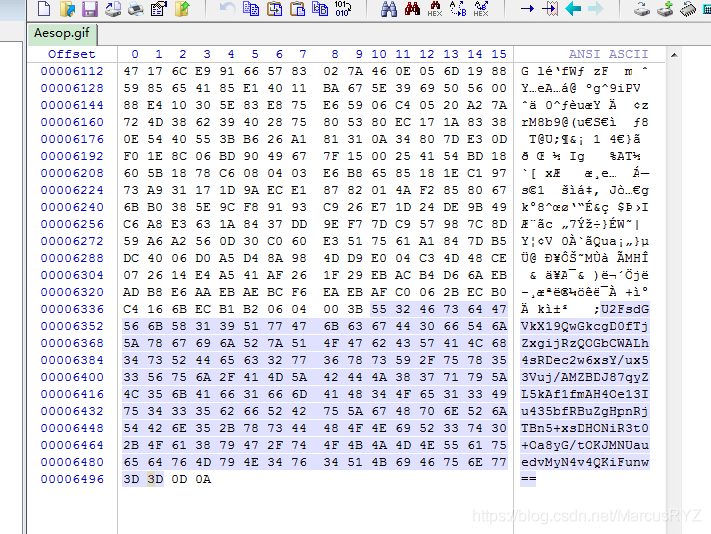 Aesop.gif
Offset 0 1 2 3 4 5 6 7 8 9 10 11 12 13 14 15 ANSI ASCII
00006112 47 17 6C E9 91 66 57 83 02 7A 46 0E 05 6D 19 88 G lé‘fWƒ zF m ˆ
00006128 59 85 65 41 85 E1 40 11 BA 67 5E 39 69 50 56 00 Y…eA…á@ ºg^9iPV
00006144 88 E4 10 30 5E 83 E8 75 E6 59 06 C4 05 20 A2 7A ˆä 0^ƒèuæY Ä ¢z
00006160 72 4D 38 62 39 40 28 75 80 53 80 EC 17 1A 83 38 rM8b9@(u€S€ì ƒ8
00006176 0E 54 40 55 3B B6 26 A1 81 31 0A 34 80 7D E3 0D T@U;¶&¡ 1 4€}ã
00006192 F0 1E 8C 06 BD 90 49 67 7F 15 00 25 41 54 BD 18 ð Œ ½ Ig %AT½
00006208 60 5B 18 78 C6 08 04 03 E6 B8 65 85 18 1E C1 97 `[ xÆ æ¸e… Á—
00006224 73 A9 31 17 1D 9A EC E1 87 82 01 4A F2 85 80 67 s©1 šìá‡‚ Jò…€g
00006240 6B B0 38 5E 9C F8 91 93 C9 26 E7 1D 24 DE 9B 49 k°8^œø‘“É&ç $Þ›I
00006256 C6 A8 E3 63 1A 84 37 DD 9E F7 7D C9 57 98 7C 8D Æ¨ãc „7Ýž÷}ÉW˜|
00006272 59 A6 A2 56 0D 30 C0 60 E3 51 75 61 A1 84 7D B5 Y¦¢V 0À`ãQua¡„}µ
00006288 DC 40 06 D0 A5 D4 8A 98 4D D9 E0 04 C3 4D 48 CE Ü@ Ð¥ÔŠ˜MÙà ÃMHÎ
00006304 07 26 14 E4 A5 41 AF 26 1F 29 EB AC B4 D6 6A EB & ä¥A¯& )ë¬´Öjë
00006320 AD B8 E6 AA EB AE BC F6 EA EB AF C0 06 2B EC B0 -¸æªë®¼öêë¯À +ì°
00006336 C4 16 6B EC B1 B2 06 04 00 3B 55 32 46 73 64 47 Ä kì±² ;U2FsdG
00006352 56 6B 58 31 39 51 77 47 6B 63 67 44 30 66 54 6A VkX19QwGkcgD0fTj
00006368 5A 78 67 69 6A 52 7A 51 4F 47 62 43 57 41 4C 68 ZxgijRzQOGbCWALh
00006384 34 73 52 44 65 63 32 77 36 78 73 59 2F 75 78 35 4sRDec2w6xsY/ux5
00006400 33 56 75 6A 2F 41 4D 5A 42 44 4A 38 37 71 79 5A 3Vuj/AMZBDJ87qyZ
00006416 4C 35 6B 41 66 31 66 6D 41 48 34 4F 65 31 33 49 L5kAf1fmAH4Oe13I
00006432 75 34 33 35 62 66 52 42 75 5A 67 48 70 6E 52 6A u435bfRBuZgHpnRj
00006448 54 42 6E 35 2B 78 73 44 48 4F 4E 69 52 33 74 30 TBn5+xsDHONiR3t0
00006464 2B 4F 61 38 79 47 2F 74 4F 4B 4A 4D 4E 55 61 75 +Oa8yG/tOKJMNUau
00006480 65 64 76 4D 79 4E 34 76 34 51 4B 69 46 75 6E 77 edvMyN4v4QKiFunw
00006496 3D 3D 0D 0A ==
https://blog.csdn.net/MarcusRYZ